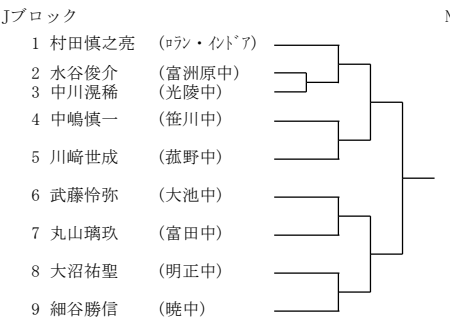 Jブロック
1 村田慎之亮 (ﾛﾗﾝ・ｲﾝﾄﾞｱ)
2 水谷俊介 (富洲原中)
3 中川滉稀 (光陵中)
4 中嶋慎一 (笹川中)
5 川﨑世成 (菰野中)
6 武藤怜弥 (大池中)
7 丸山璃玖 (富田中)
8 大沼祐聖 (明正中)
9 細谷勝信 (暁中)